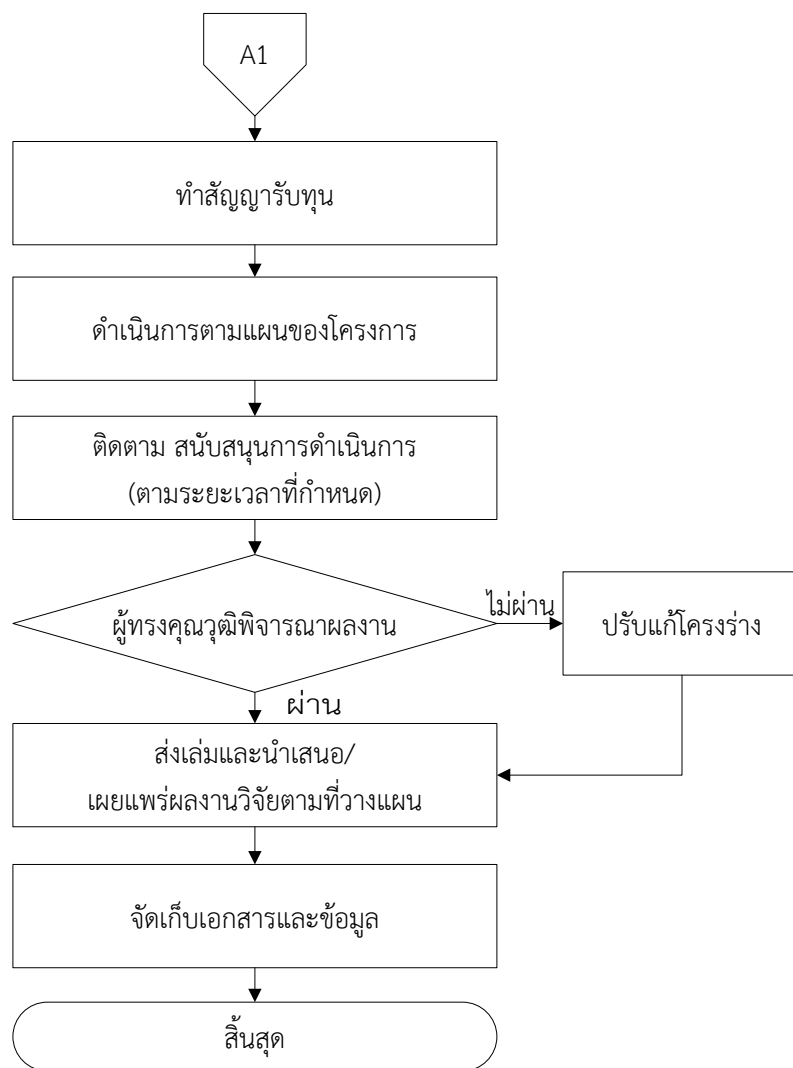 A1
ทำสัญญารับทุน
ดำเนินการตามแผนของโครงการ
ติดตาม สนับสนุนการดำเนินการ
(ตามระยะเวลาที่กำหนด)
ผู้ทรงคุณวุฒิพิจารณาผลงาน
ไม่ผ่าน
ปรับแก้โครงร่าง
ผ่าน
ส่งเล่มและนำเสนอ/
เผยแพร่ผลงานวิจัยตามที่วางแผน
จัดเก็บเอกสารและข้อมูล
สิ้นสุด